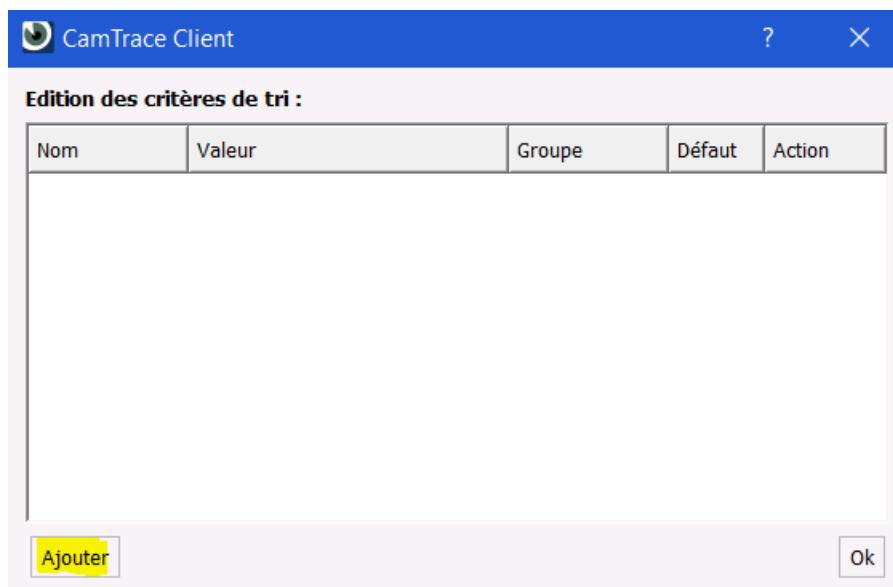 CamTrace Client ?
Edition des critères de tri :
Nom Valeur Groupe Défaut Action
Ajouter Ok